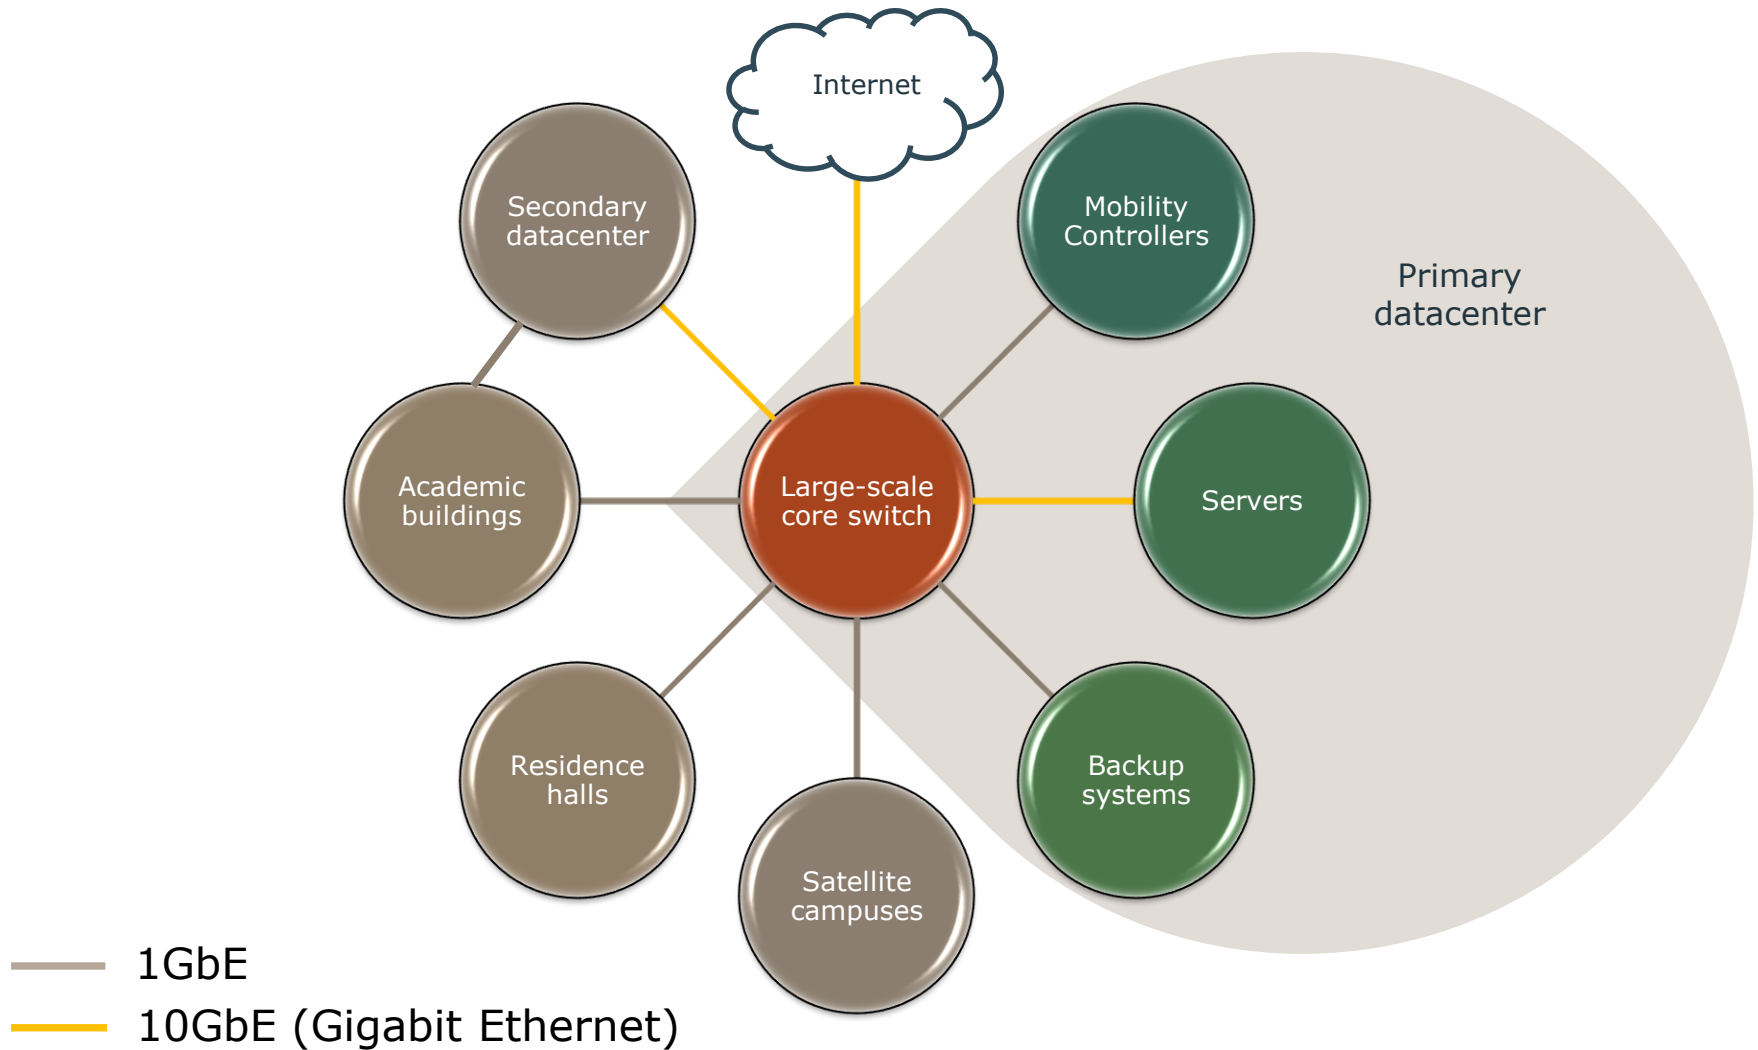 Internet
Secondary
datacenter
Mobility
Controllers
Primary
datacenter
Academic
buildings
Large-scale
core switch
Servers
Residence
halls
Backup
systems
Satellite
campuses
1GbE
10GbE (Gigabit Ethernet)